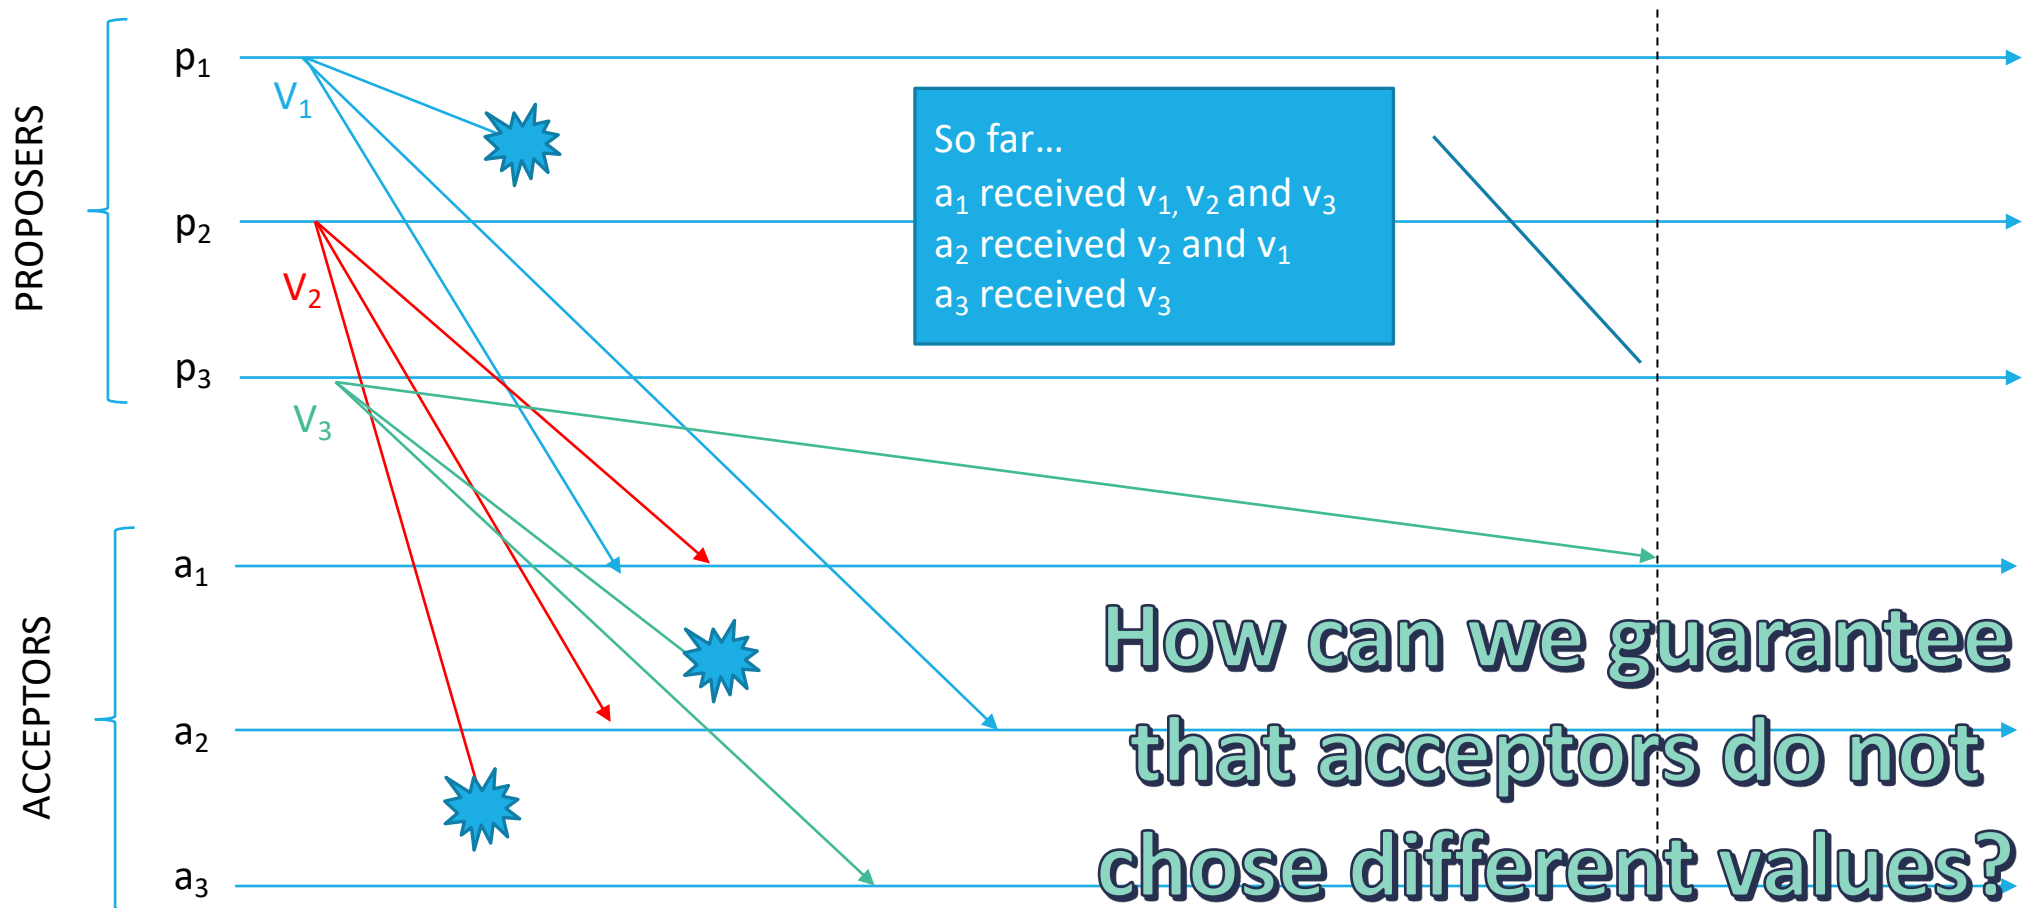 PROPOSERS
p₁
V₁
p₂
V₂
p₃
V₃
So far…
a₁ received v₁, v₂ and v₃
a₂ received v₂ and v₁
a₃ received v₃
ACCEPTORS
a₁
a₂
a₃
How can we guarantee
that acceptors do not
chose different values?